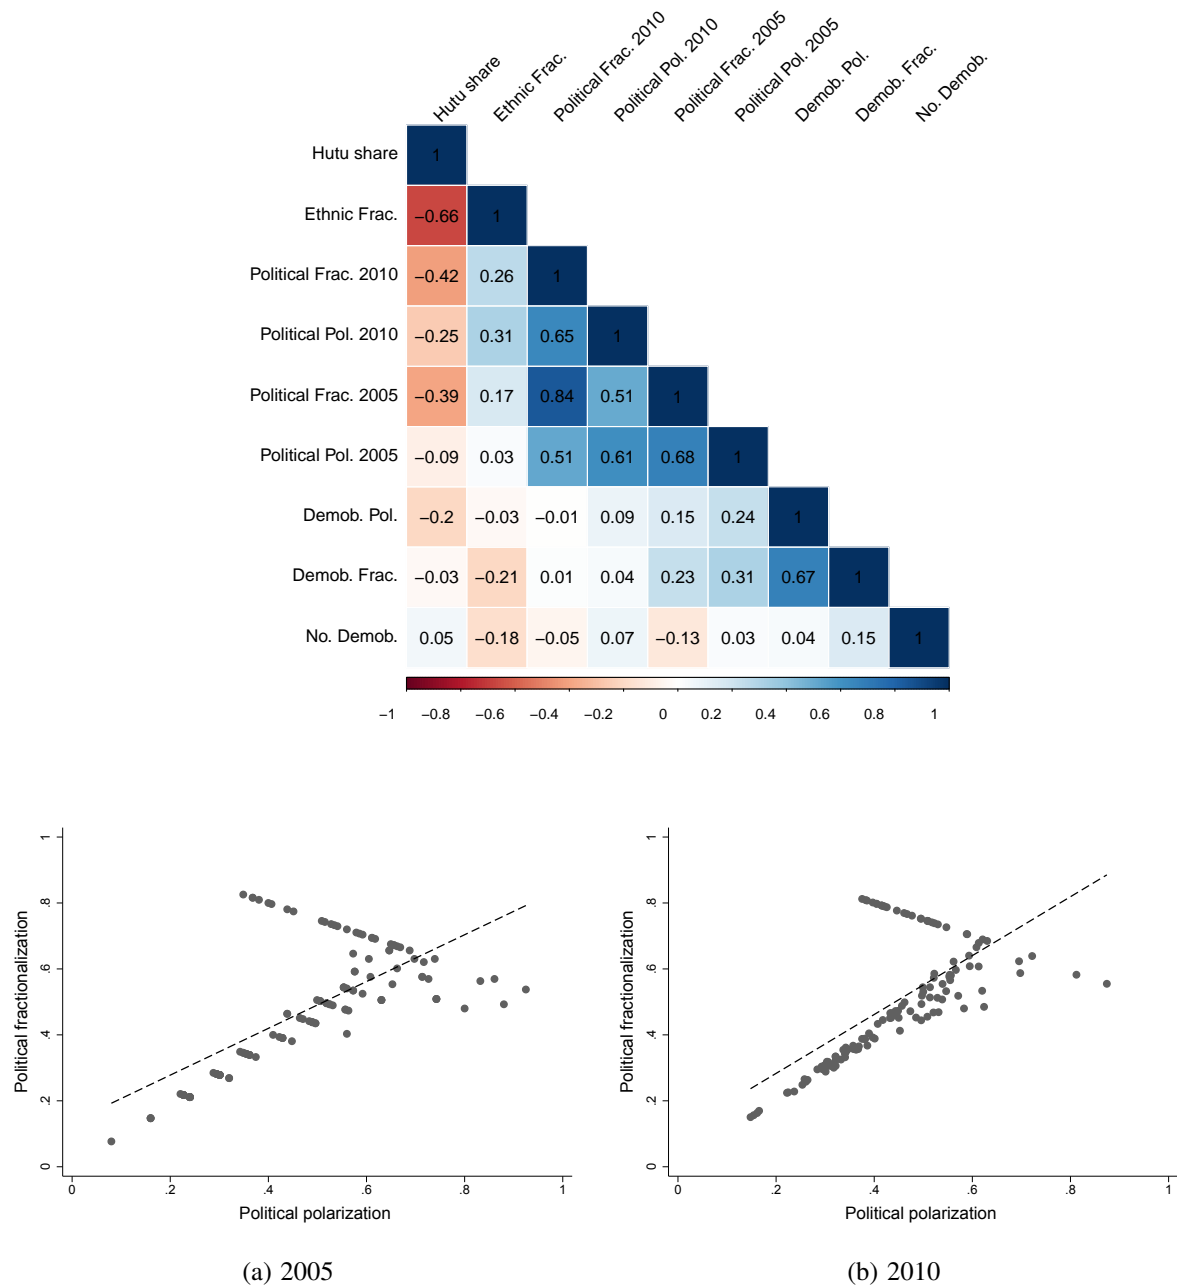 Hutu share Ethnic Frac. Political Frac. 2010 Political Pol. 2010 Political Frac. 2005 Political Pol. 2005 Demob. Pol. Demob. Frac. No. Demob.
Hutu share 1
Ethnic Frac. −0.66 1
Political Frac. 2010 −0.42 0.26 1
Political Pol. 2010 −0.25 0.31 0.65 1
Political Frac. 2005 −0.39 0.17 0.84 0.51 1
Political Pol. 2005 −0.09 0.03 0.51 0.61 0.68 1
Demob. Pol. −0.2 −0.03 −0.01 0.09 0.15 0.24 1
Demob. Frac. −0.03 −0.21 0.01 0.04 0.23 0.31 0.67 1
No. Demob. 0.05 −0.18 −0.05 0.07 −0.13 0.03 0.04 0.15 1
−1 −0.8 −0.6 −0.4 −0.2 0 0.2 0.4 0.6 0.8 1
Political fractionalization
0 .2 .4 .6 .8 1
0 .2 .4 .6 .8 1
Political polarization
(a) 2005
Political fractionalization
0 .2 .4 .6 .8 1
0 .2 .4 .6 .8 1
Political polarization
(b) 2010